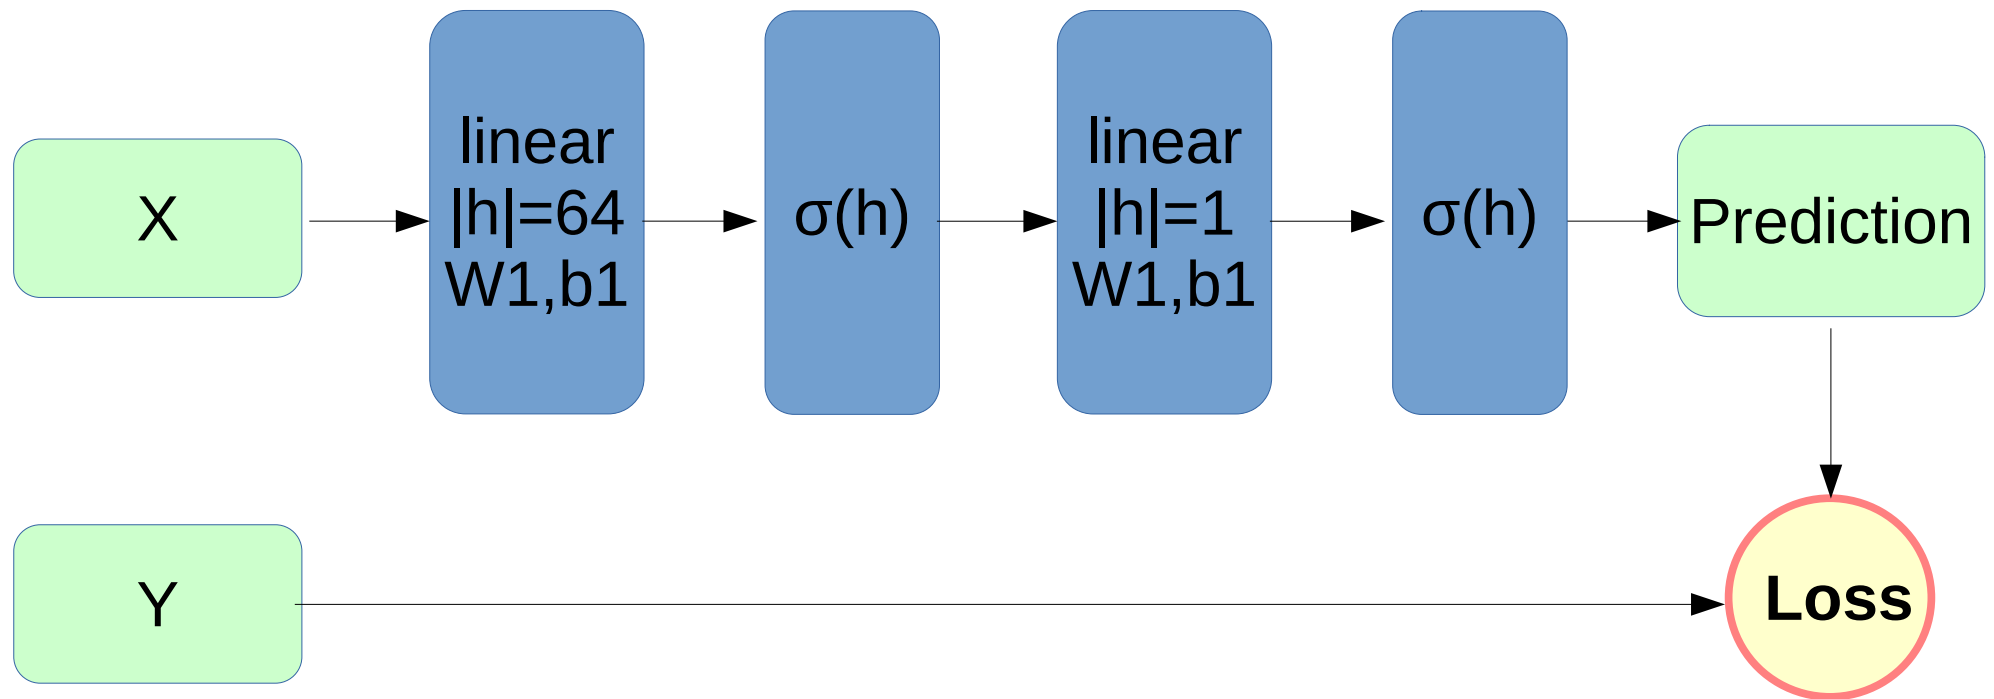 X
linear
|h|=64
W1,b1
σ(h)
linear
|h|=1
W1,b1
σ(h)
Prediction
Y
Loss